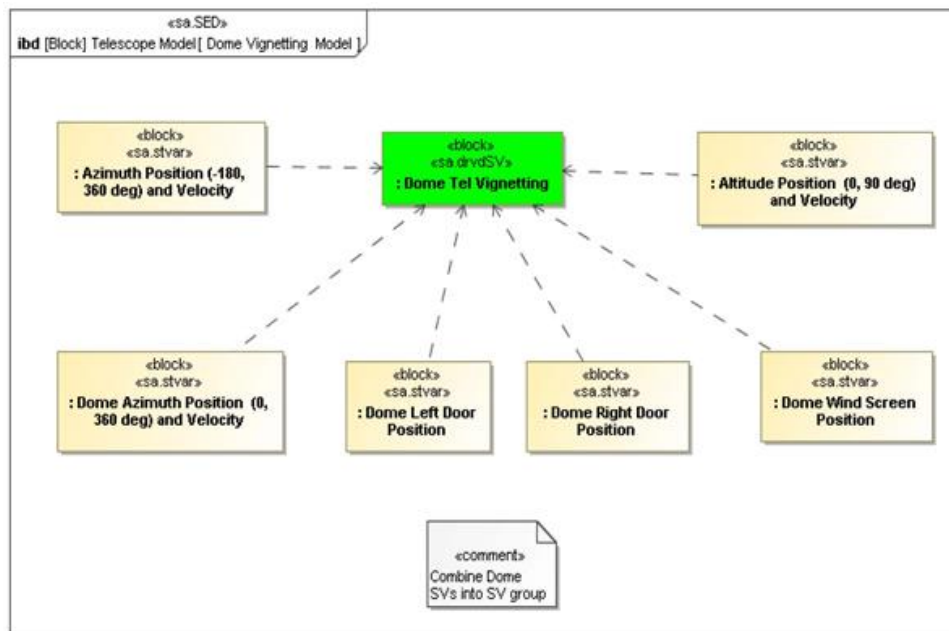 «sa.SED»
ibd [Block] Telescope Model[ Dome Vignetting Model ]
«block»
«sa.stvar»
: Azimuth Position (-180,
360 deg) and Velocity
«block»
«sa.drvdSV»
: Dome Tel Vignetting
«block»
«sa.stvar»
: Altitude Position (0, 90 deg)
and Velocity
«block»
«sa.stvar»
: Dome Azimuth Position (0,
360 deg) and Velocity
«block»
«sa.stvar»
: Dome Left Door
Position
«block»
«sa.stvar»
: Dome Right Door
Position
«block»
«sa.stvar»
: Dome Wind Screen
Position
«comment»
Combine Dome
SVs into SV group